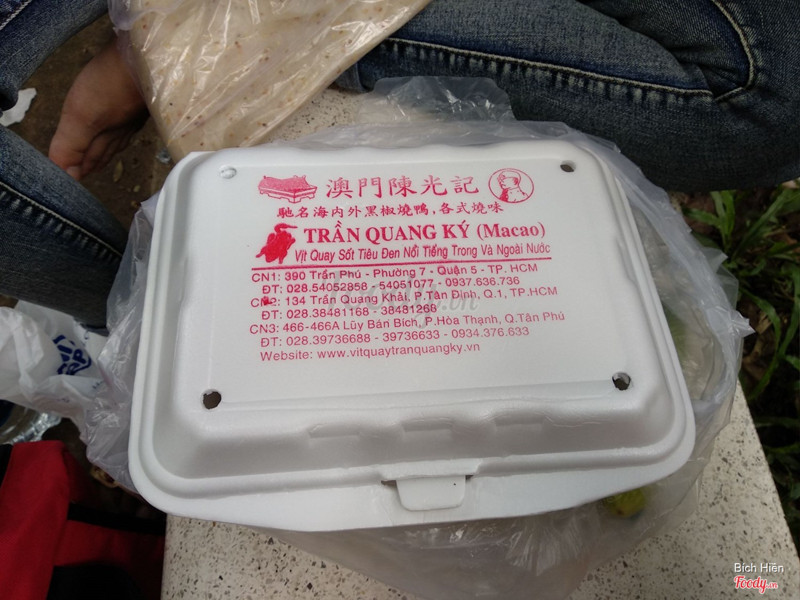 澳門陳光記
馳名海內外黑椒燒鴨,各式燒味
TRẦN QUANG KÝ (Macao)
Vịt Quay Sốt Tiêu Đen Nổi Tiếng Trong Và Ngoài Nước
CN1: 390 Trần Phú - Phường 7 - Quận 5 - TP. HCM
ĐT: 028.54052858 - 54051077 - 0937.636.736
CN2: 134 Trần Quang Khải, P.Tân Định, Q.1, TP.HCM
ĐT: 028.38481168 - 38481268
CN3: 466-466A Lũy Bán Bích, P.Hòa Thạnh, Q.Tân Phú
ĐT: 028.39736688 - 39736633 - 0934.376.633
Website: www.vitquaytranquangky.vn
Bích Hiền
Foody.vn